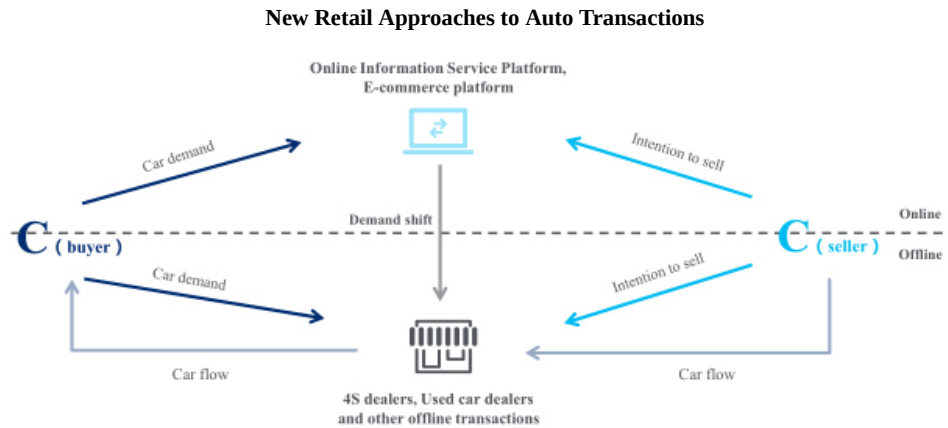 New Retail Approaches to Auto Transactions
Online Information Service Platform,
E-commerce platform
Car demand
Intention to sell
Demand shift
Online
C ( buyer )
C ( seller )
Offline
Car demand
Intention to sell
Car flow
Car flow
4S dealers, Used car dealers
and other offline transactions